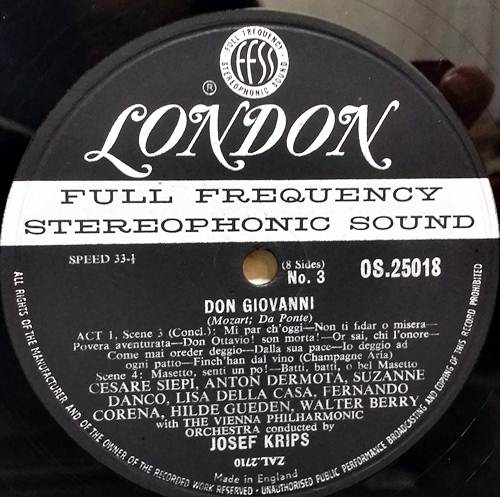 FULL FREQUENCY
FFSS
STEREOPHONIC SOUND
®
LONDON
FULL FREQUENCY
STEREOPHONIC SOUND
SPEED 33-⅓
(8 Sides)
No. 3
OS.25018
DON GIOVANNI
(Mozart; Da Ponte)
ACT 1, Scene 3 (Concl.): Mi par ch'oggi—Non ti fidar o misera—
Povera aventurata—Don Ottavio! son morta!—Or sai, chi l'onore—
Come mai oreder deggio—Dalla sua pace—Io deggio ad
ogni patto—Finch'han dal vino (Champagne Aria)
Scene 4: Masetto, senti un po!—Batti, batti, o bel Masetto
CESARE SIEPI, ANTON DERMOTA, SUZANNE
DANCO, LISA DELLA CASA, FERNANDO
CORENA, HILDE GUEDEN, WALTER BERRY
with THE VIENNA PHILHARMONIC
ORCHESTRA conducted by
JOSEF KRIPS
ZAL.2710
Made in England
ALL RIGHTS OF THE MANUFACTURER AND OF THE OWNER OF THE RECORDED WORK RESERVED · UNAUTHORISED PUBLIC PERFORMANCE BROADCASTING AND COPYING OF THIS RECORD PROHIBITED